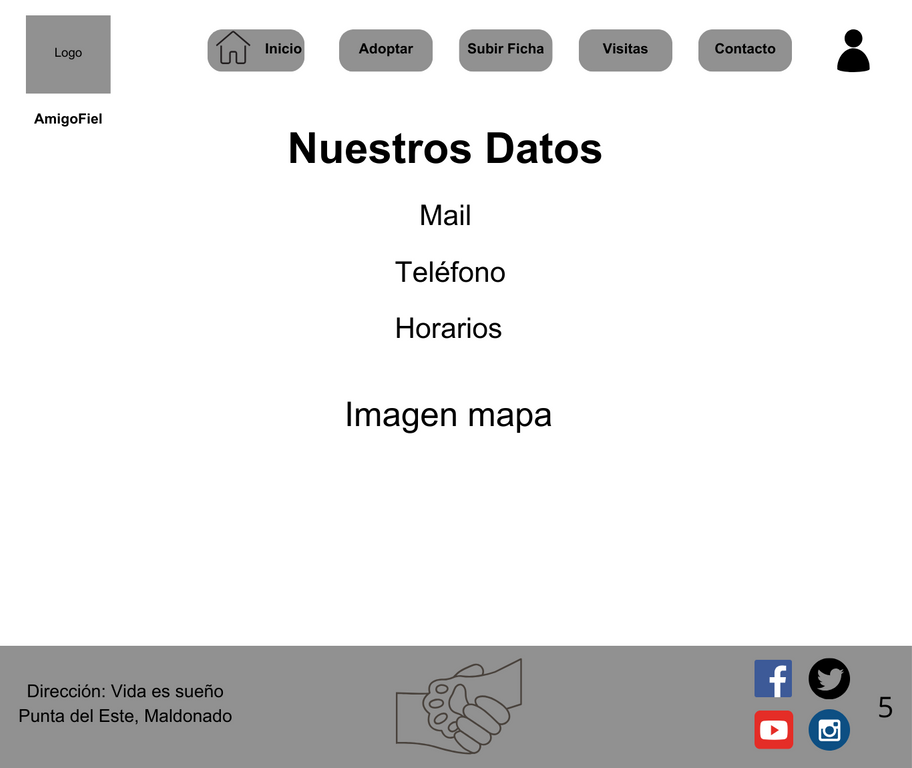 Logo
Inicio
Adoptar
Subir Ficha
Visitas
Contacto
AmigoFiel
Nuestros Datos
Mail
Teléfono
Horarios
Imagen mapa
Dirección: Vida es sueño
Punta del Este, Maldonado
5